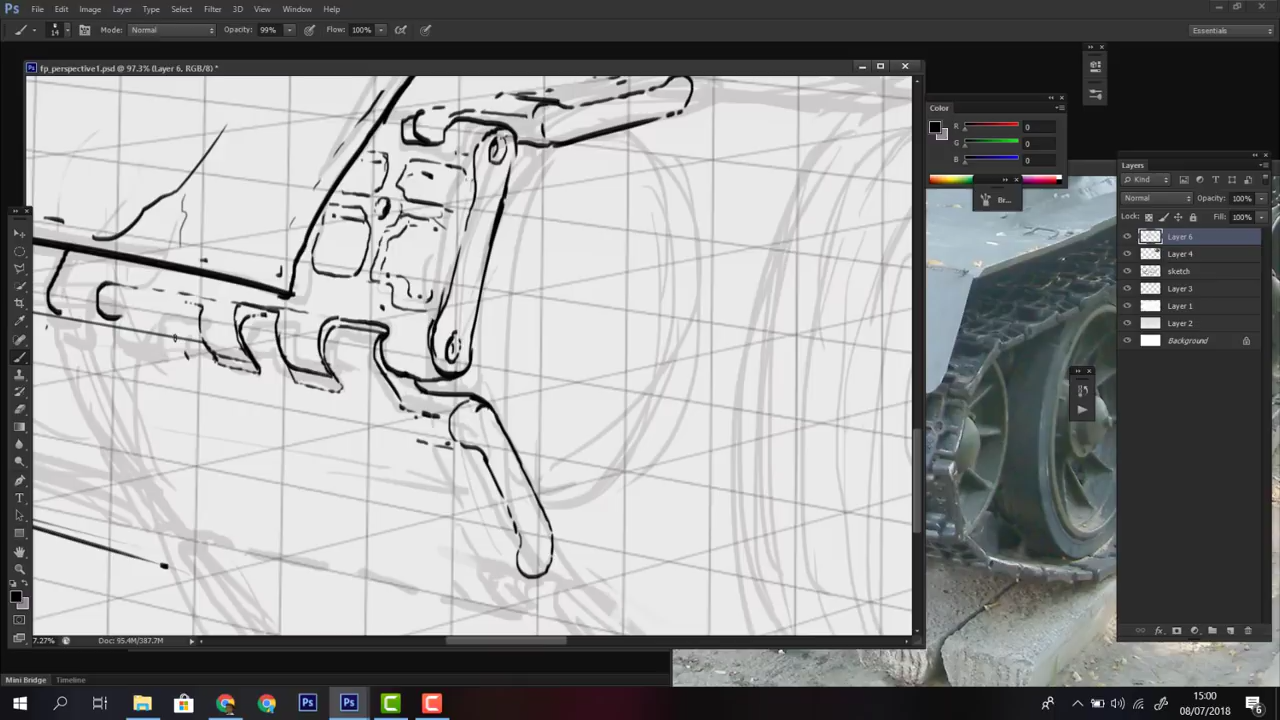 Ps File Edit Image Layer Type Select Filter 3D View Window Help
14 Mode: Normal Opacity: 99% Flow: 100% Essentials
fp_perspective1.psd @ 97.3% (Layer 6, RGB/8) *
Color
R 0
G 0
B 0
Br...
Layers
Kind
Normal Opacity: 100%
Lock: Fill: 100%
Layer 6
Layer 4
sketch
Layer 3
Layer 1
Layer 2
Background
7.27% Doc: 95.4M/387.7M
Mini Bridge Timeline
15:00
08/07/2018
6